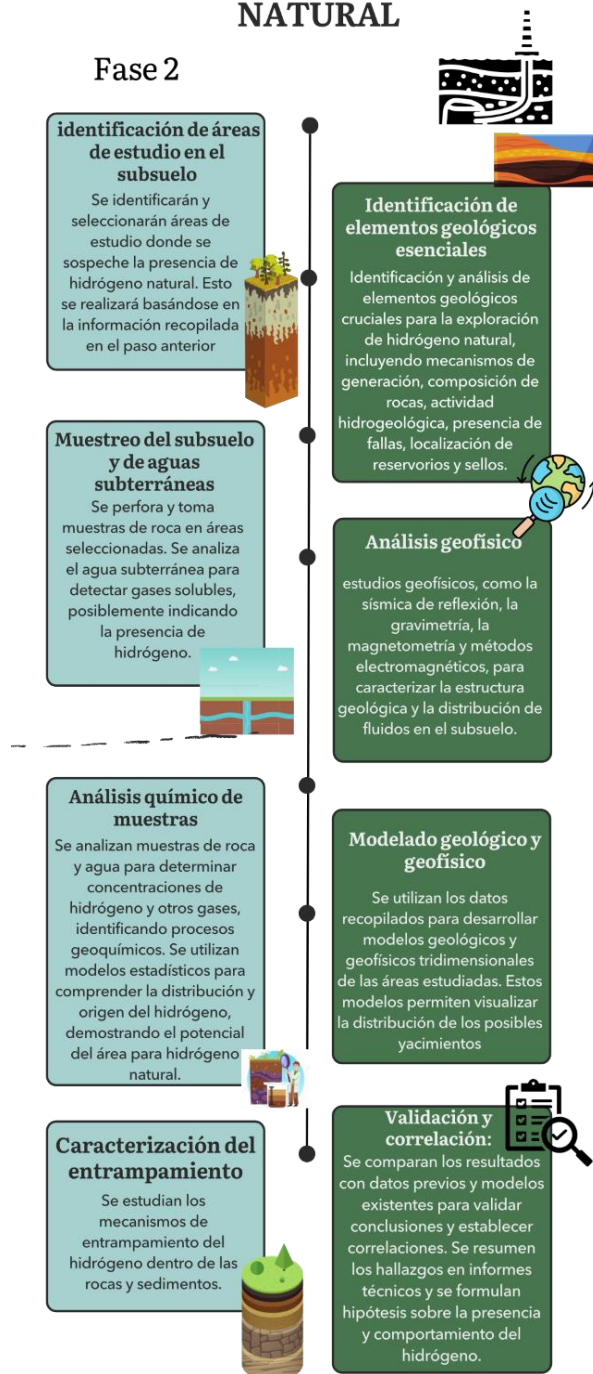 NATURAL
Fase 2
identificación de áreas
de estudio en el
subsuelo
Se identificarán y
seleccionarán áreas de
estudio donde se
sospeche la presencia de
hidrógeno natural. Esto
se realizará basándose en
la información recopilada
en el paso anterior
Identificación de
elementos geológicos
esenciales
Identificación y análisis de
elementos geológicos
cruciales para la exploración
de hidrógeno natural,
incluyendo mecanismos de
generación, composición de
rocas, actividad
hidrogeológica, presencia de
fallas, localización de
reservorios y sellos.
Muestreo del subsuelo
y de aguas
subterráneas
Se perfora y toma
muestras de roca en áreas
seleccionadas. Se analiza
el agua subterránea para
detectar gases solubles,
posiblemente indicando
la presencia de
hidrógeno.
Análisis geofísico
estudios geofísicos, como la
sísmica de reflexión, la
gravimetría, la
magnetometría y métodos
electromagnéticos, para
caracterizar la estructura
geológica y la distribución de
fluidos en el subsuelo.
Análisis químico de
muestras
Se analizan muestras de roca
y agua para determinar
concentraciones de
hidrógeno y otros gases,
identificando procesos
geoquímicos. Se utilizan
modelos estadísticos para
comprender la distribución y
origen del hidrógeno,
demostrando el potencial
del área para hidrógeno
natural.
Modelado geológico y
geofísico
Se utilizan los datos
recopilados para desarrollar
modelos geológicos y
geofísicos tridimensionales
de las áreas estudiadas. Estos
modelos permiten visualizar
la distribución de los posibles
yacimientos
Caracterización del
entrampamiento
Se estudian los
mecanismos de
entrampamiento del
hidrógeno dentro de las
rocas y sedimentos.
Validación y
correlación:
Se comparan los resultados
con datos previos y modelos
existentes para validar
conclusiones y establecer
correlaciones. Se resumen
los hallazgos en informes
técnicos y se formulan
hipótesis sobre la presencia
y comportamiento del
hidrógeno.